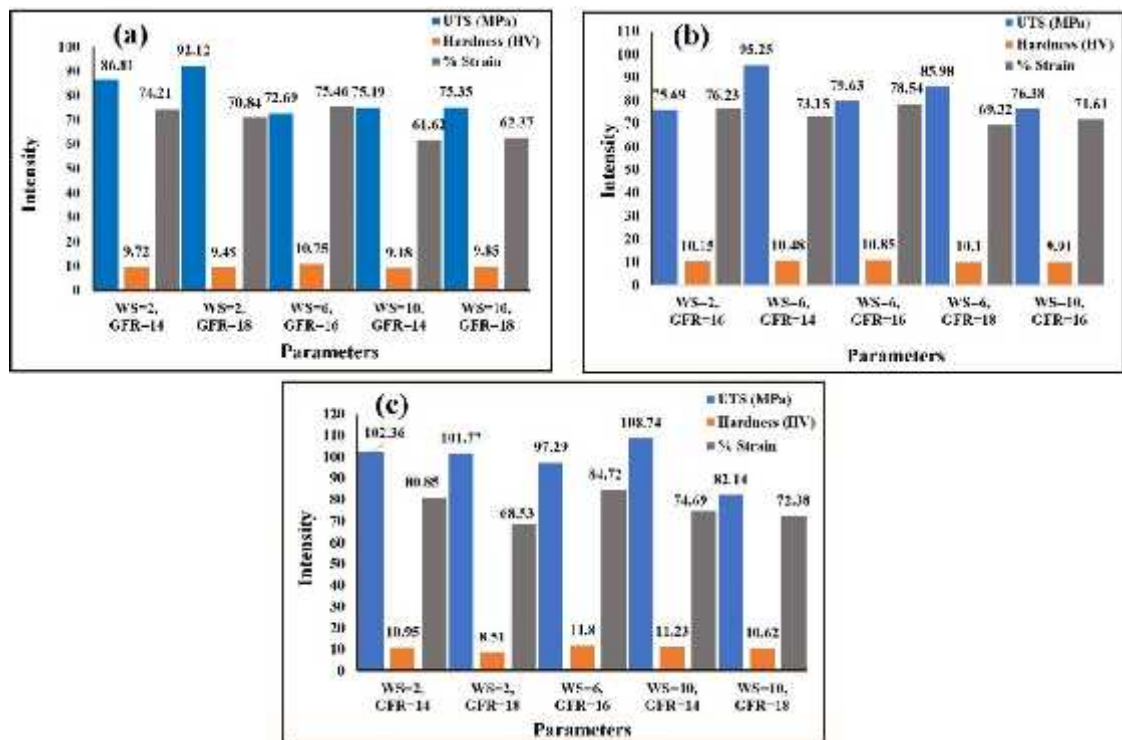 (a)
UTS (MPa)
Hardness (HV)
% Strain
100
90
80
70
60
50
40
30
20
10
0
Intensity
86.81
9.72
74.21
92.12
9.45
70.84
72.69
10.75
75.46
75.19
9.18
61.62
75.35
9.85
62.37
WS=2,
GFR=14
WS=2,
GFR=18
WS=6,
GFR=16
WS=10,
GFR=14
WS=10,
GFR=18
Parameters
(b)
UTS (MPa)
Hardness (HV)
% Strain
110
100
90
80
70
60
50
40
30
20
10
0
Intensity
75.69
10.15
76.23
95.25
10.48
73.15
79.63
10.85
78.54
85.98
10.1
69.22
76.38
9.91
71.61
WS=2,
GFR=16
WS=6,
GFR=14
WS=6,
GFR=16
WS=6,
GFR=18
WS=10,
GFR=16
Parameters
(c)
UTS (MPa)
Hardness (HV)
% Strain
120
110
100
90
80
70
60
50
40
30
20
10
0
Intensity
102.36
10.95
80.85
101.77
8.51
68.53
97.29
11.8
84.72
108.74
11.23
74.69
82.14
10.62
72.38
WS=2,
GFR=14
WS=2,
GFR=18
WS=6,
GFR=16
WS=10,
GFR=14
WS=10,
GFR=18
Parameters